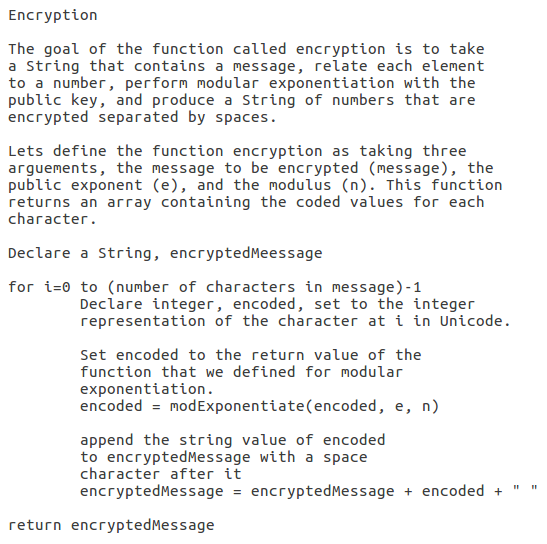 Encryption
The goal of the function called encryption is to take
a String that contains a message, relate each element
to a number, perform modular exponentiation with the
public key, and produce a String of numbers that are
encrypted separated by spaces.
Lets define the function encryption as taking three
arguements, the message to be encrypted (message), the
public exponent (e), and the modulus (n). This function
returns an array containing the coded values for each
character.
Declare a String, encryptedMeessage
for i=0 to (number of characters in message)-1
Declare integer, encoded, set to the integer
representation of the character at i in Unicode.
Set encoded to the return value of the
function that we defined for modular
exponentiation.
encoded = modExponentiate(encoded, e, n)
append the string value of encoded
to encryptedMessage with a space
character after it
encryptedMessage = encryptedMessage + encoded + " "
return encryptedMessage